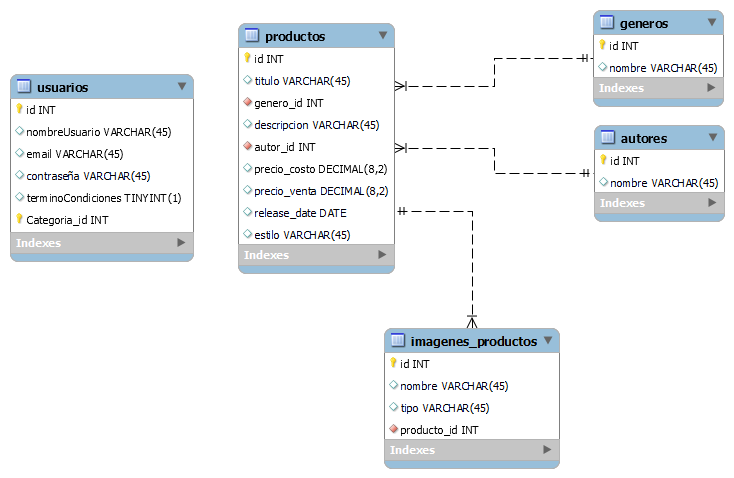 usuarios
id INT
nombreUsuario VARCHAR(45)
email VARCHAR(45)
contraseña VARCHAR(45)
terminoCondiciones TINYINT(1)
Categoria_id INT
Indexes
productos
id INT
titulo VARCHAR(45)
genero_id INT
descripcion VARCHAR(45)
autor_id INT
precio_costo DECIMAL(8,2)
precio_venta DECIMAL(8,2)
release_date DATE
estilo VARCHAR(45)
Indexes
generos
id INT
nombre VARCHAR(45)
Indexes
autores
id INT
nombre VARCHAR(45)
Indexes
imagenes_productos
id INT
nombre VARCHAR(45)
tipo VARCHAR(45)
producto_id INT
Indexes